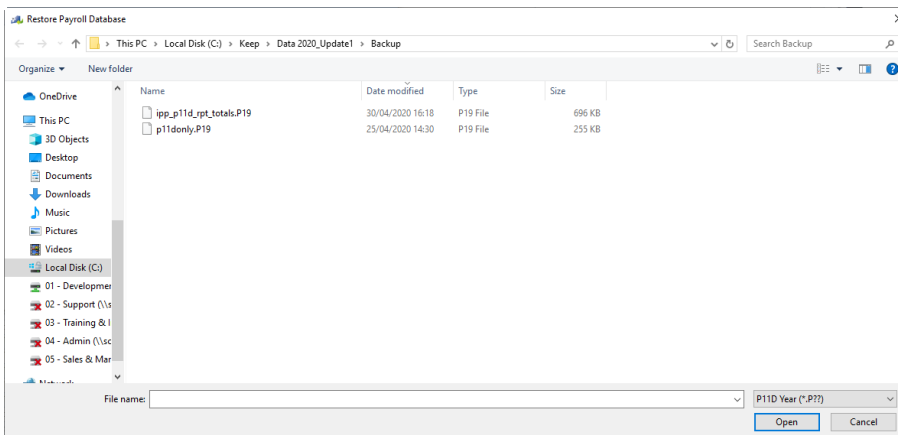 Restore Payroll Database
This PC > Local Disk (C:) > Keep > Data 2020_Update1 > Backup
Search Backup
Organize
New folder
Name
Date modified
Type
Size
ipp_p11d_rpt_totals.P19
30/04/2020 16:18
P19 File
696 KB
p11donly.P19
25/04/2020 14:30
P19 File
255 KB
OneDrive
This PC
3D Objects
Desktop
Documents
Downloads
Music
Pictures
Videos
Local Disk (C:)
01 - Developmer
02 - Support (\\s
03 - Training & I
04 - Admin (\\sc
05 - Sales & Mar
File name:
P11D Year (*.P??)
Open
Cancel